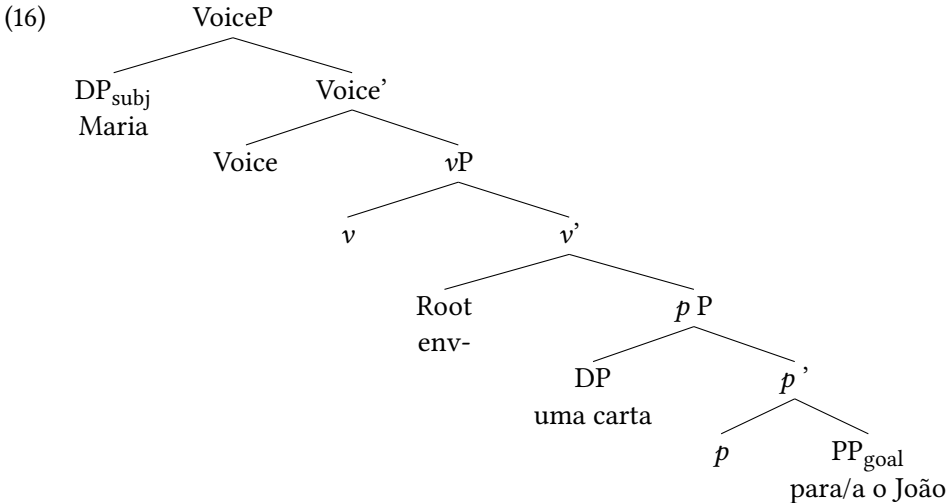 (16) VoiceP
DPsubj Voice’
Maria
Voice vP
v v’
Root p P
env-
DP p ’
uma carta
p PPgoal
para/a o João